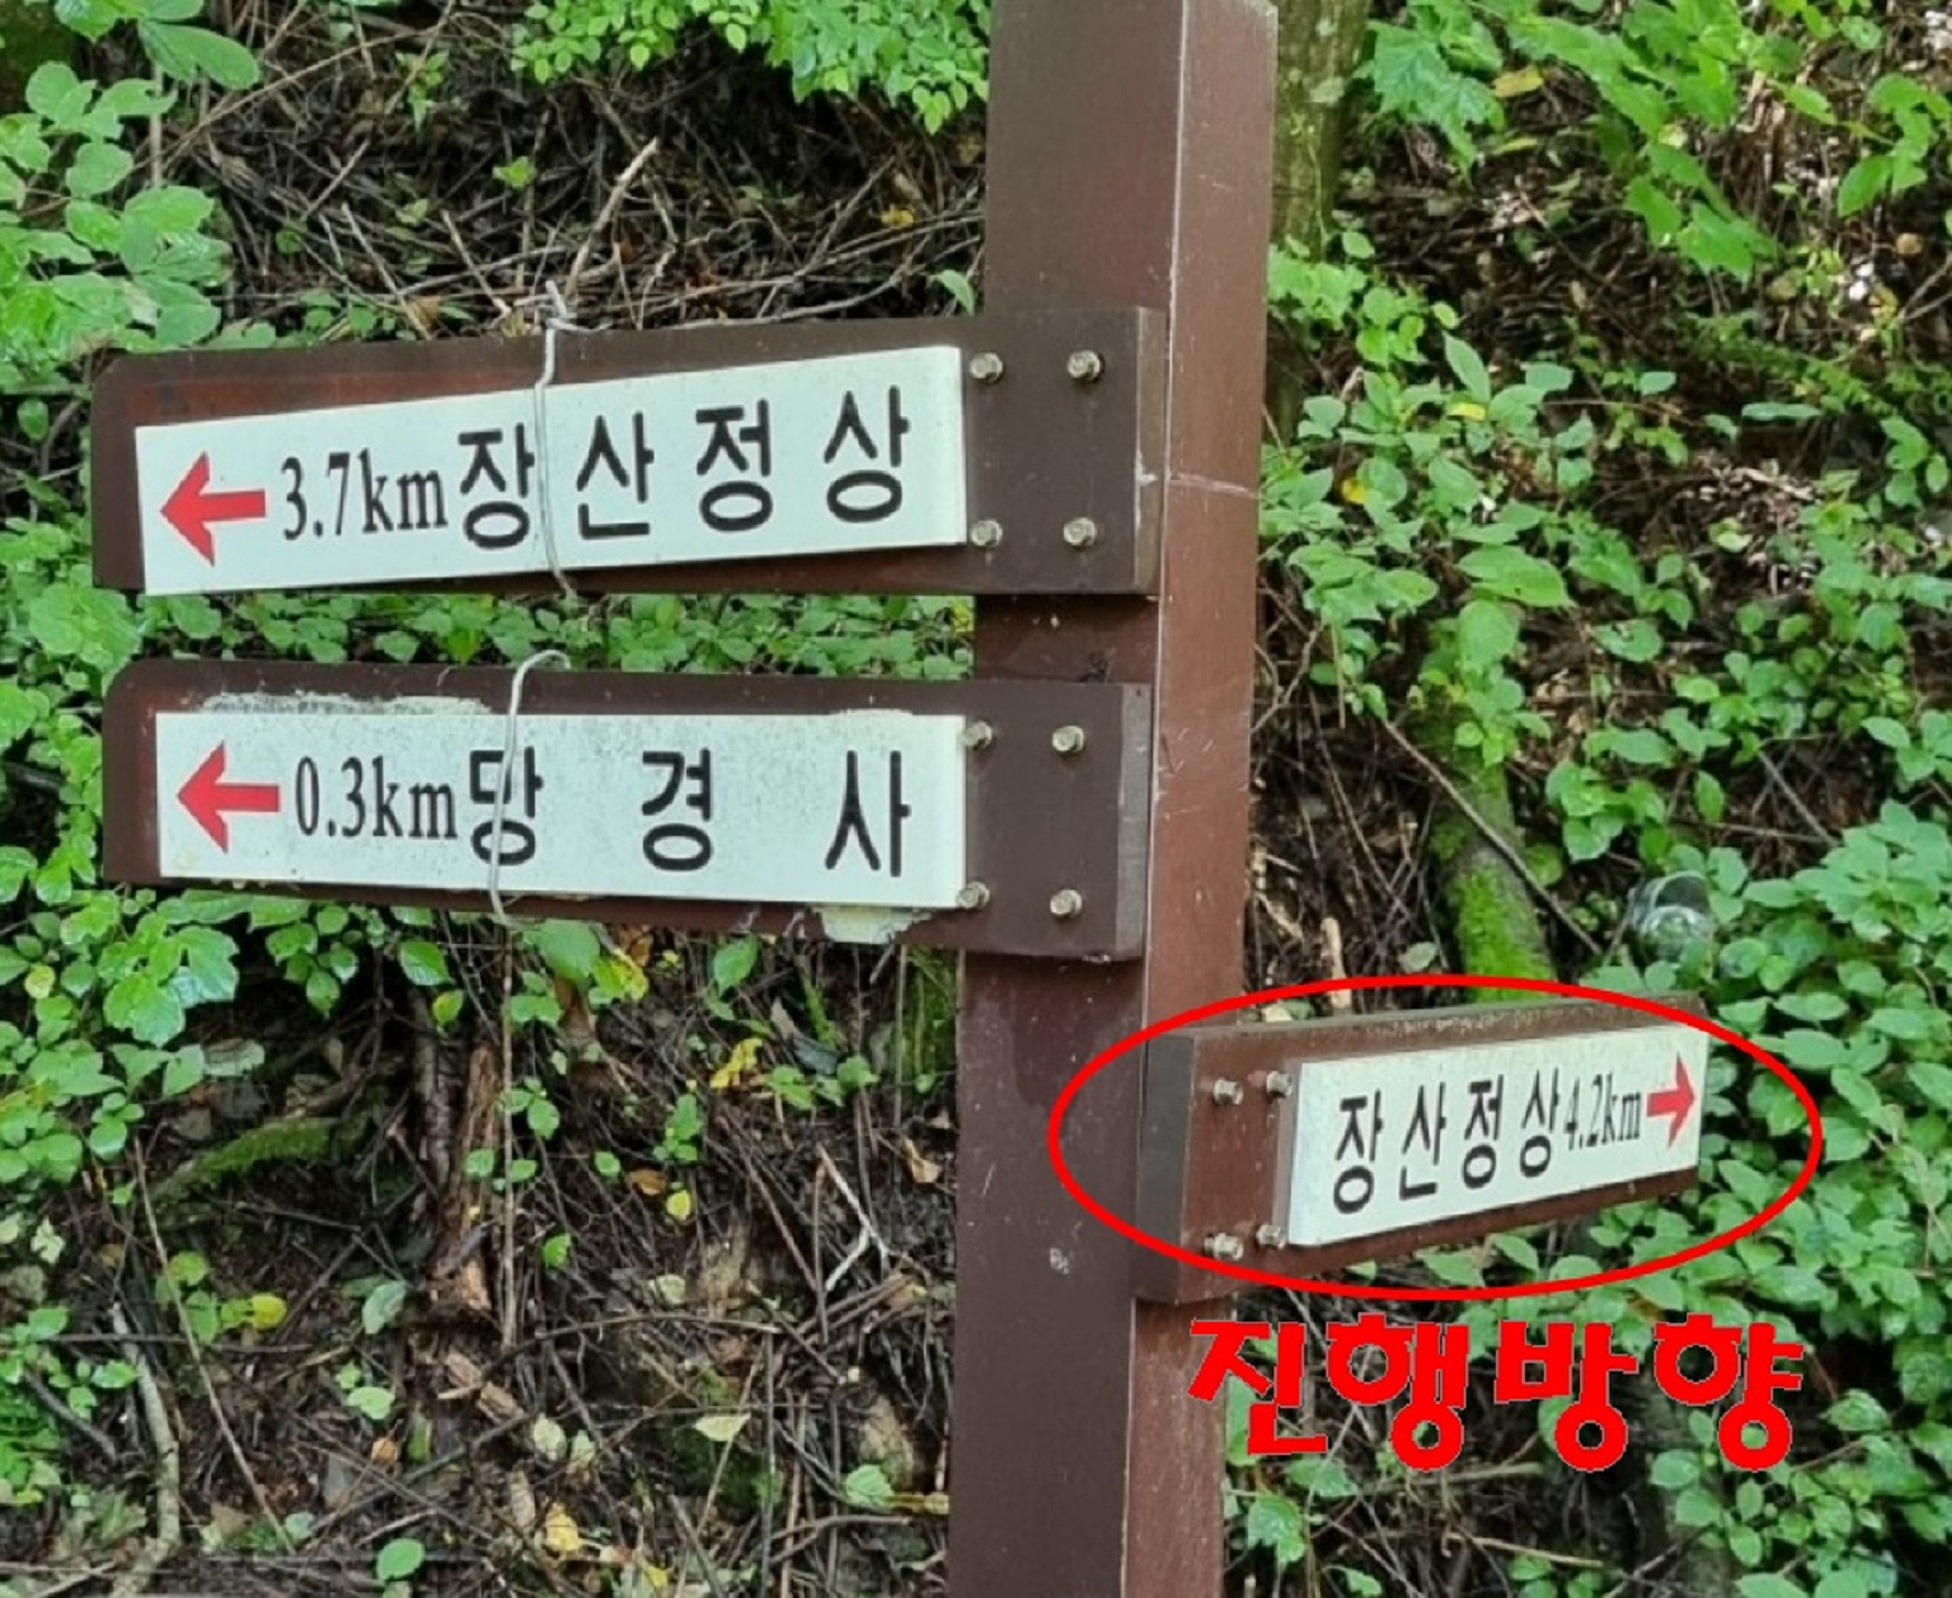 ← 3.7km 장산정상
← 0.3km 망경사
장산정상 4.2km →
진행방향